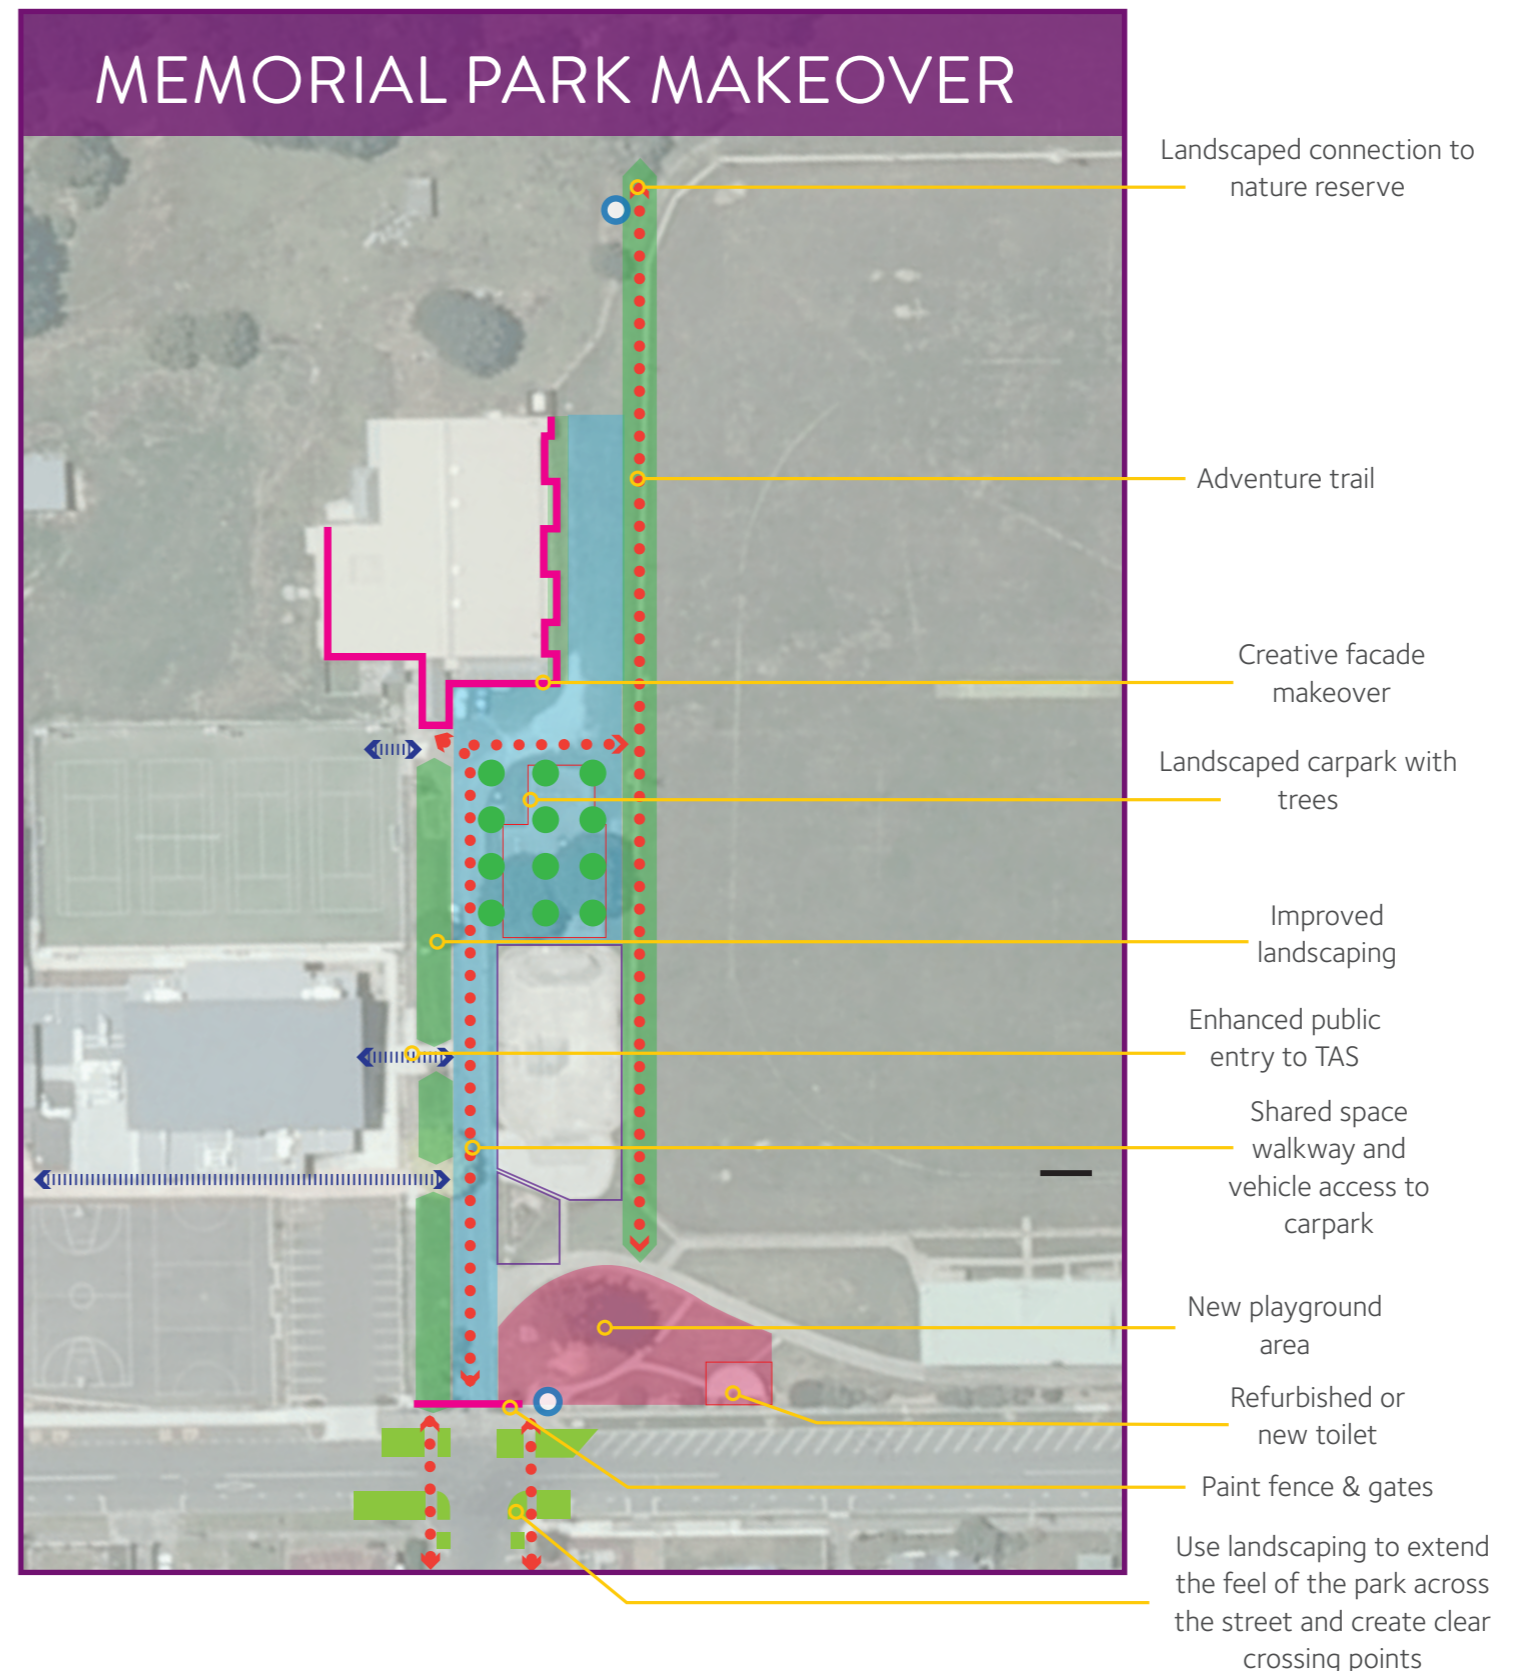 MEMORIAL PARK MAKEOVER
Landscaped connection to
nature reserve
Adventure trail
Creative facade
makeover
Landscaped carpark with
trees
Improved
landscaping
Enhanced public
entry to TAS
Shared space
walkway and
vehicle access to
carpark
New playground
area
Refurbished or
new toilet
Paint fence & gates
Use landscaping to extend
the feel of the park across
the street and create clear
crossing points